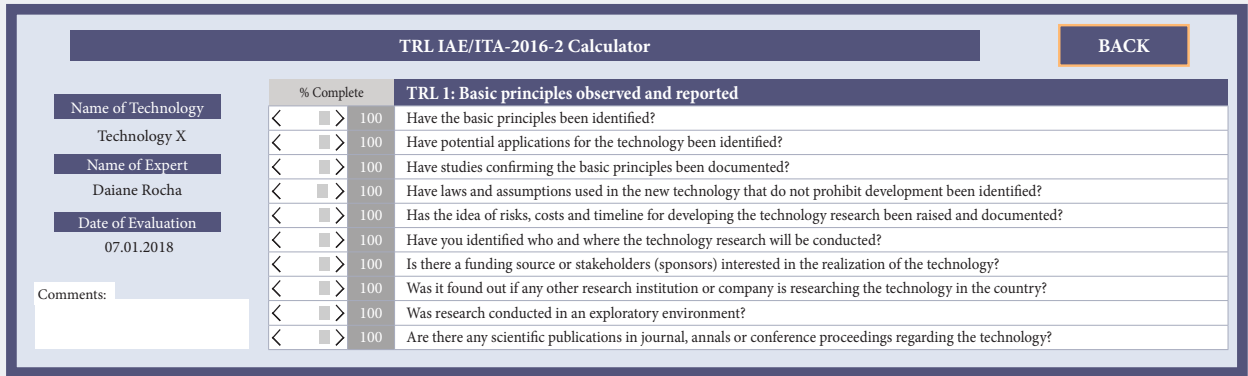 TRL IAE/ITA-2016-2 Calculator
BACK
Name of Technology
Technology X
Name of Expert
Daiane Rocha
Date of Evaluation
07.01.2018
Comments:
% Complete TRL 1: Basic principles observed and reported
< > 100 Have the basic principles been identified?
< > 100 Have potential applications for the technology been identified?
< > 100 Have studies confirming the basic principles been documented?
< > 100 Have laws and assumptions used in the new technology that do not prohibit development been identified?
< > 100 Has the idea of risks, costs and timeline for developing the technology research been raised and documented?
< > 100 Have you identified who and where the technology research will be conducted?
< > 100 Is there a funding source or stakeholders (sponsors) interested in the realization of the technology?
< > 100 Was it found out if any other research institution or company is researching the technology in the country?
< > 100 Was research conducted in an exploratory environment?
< > 100 Are there any scientific publications in journal, annals or conference proceedings regarding the technology?